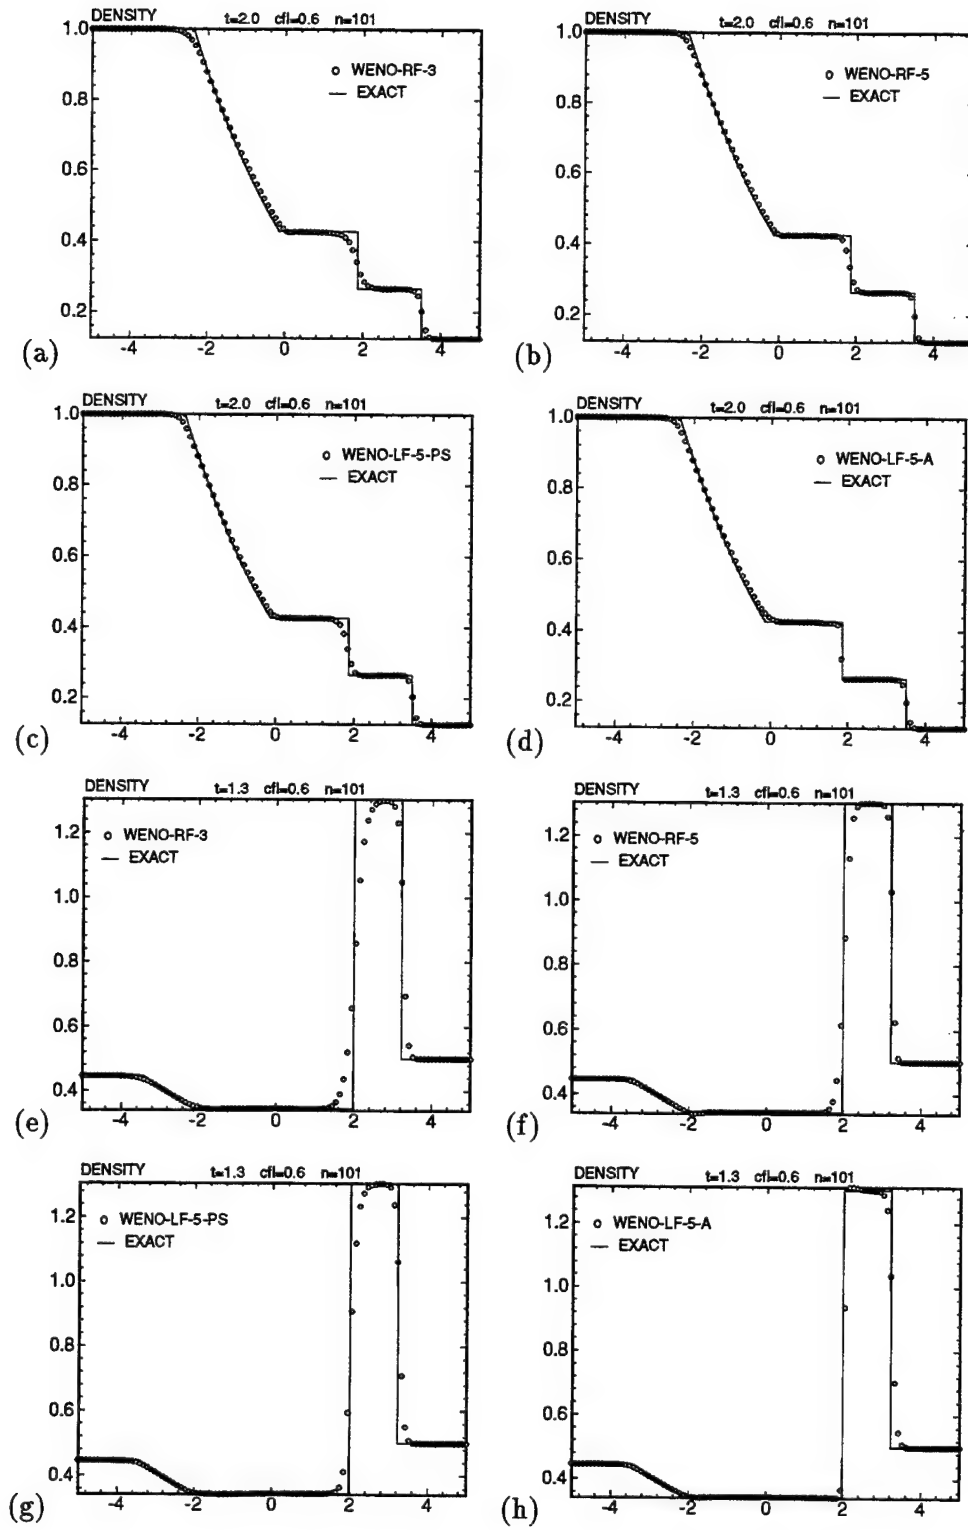 DENSITY t=2.0 cfl=0.6 n=101
1.0
0.8
0.6
0.4
0.2
WENO-RF-3
EXACT
-4 -2 0 2 4
(a)
DENSITY t=2.0 cfl=0.6 n=101
1.0
0.8
0.6
0.4
0.2
WENO-RF-5
EXACT
-4 -2 0 2 4
(b)
DENSITY t=2.0 cfl=0.6 n=101
1.0
0.8
0.6
0.4
0.2
WENO-LF-5-PS
EXACT
-4 -2 0 2 4
(c)
DENSITY t=2.0 cfl=0.6 n=101
1.0
0.8
0.6
0.4
0.2
WENO-LF-5-A
EXACT
-4 -2 0 2 4
(d)
DENSITY t=1.3 cfl=0.6 n=101
1.2
1.0
0.8
0.6
0.4
WENO-RF-3
EXACT
-4 -2 0 2 4
(e)
DENSITY t=1.3 cfl=0.6 n=101
1.2
1.0
0.8
0.6
0.4
WENO-RF-5
EXACT
-4 -2 0 2 4
(f)
DENSITY t=1.3 cfl=0.6 n=101
1.2
1.0
0.8
0.6
0.4
WENO-LF-5-PS
EXACT
-4 -2 0 2 4
(g)
DENSITY t=1.3 cfl=0.6 n=101
1.2
1.0
0.8
0.6
0.4
WENO-LF-5-A
EXACT
-4 -2 0 2 4
(h)